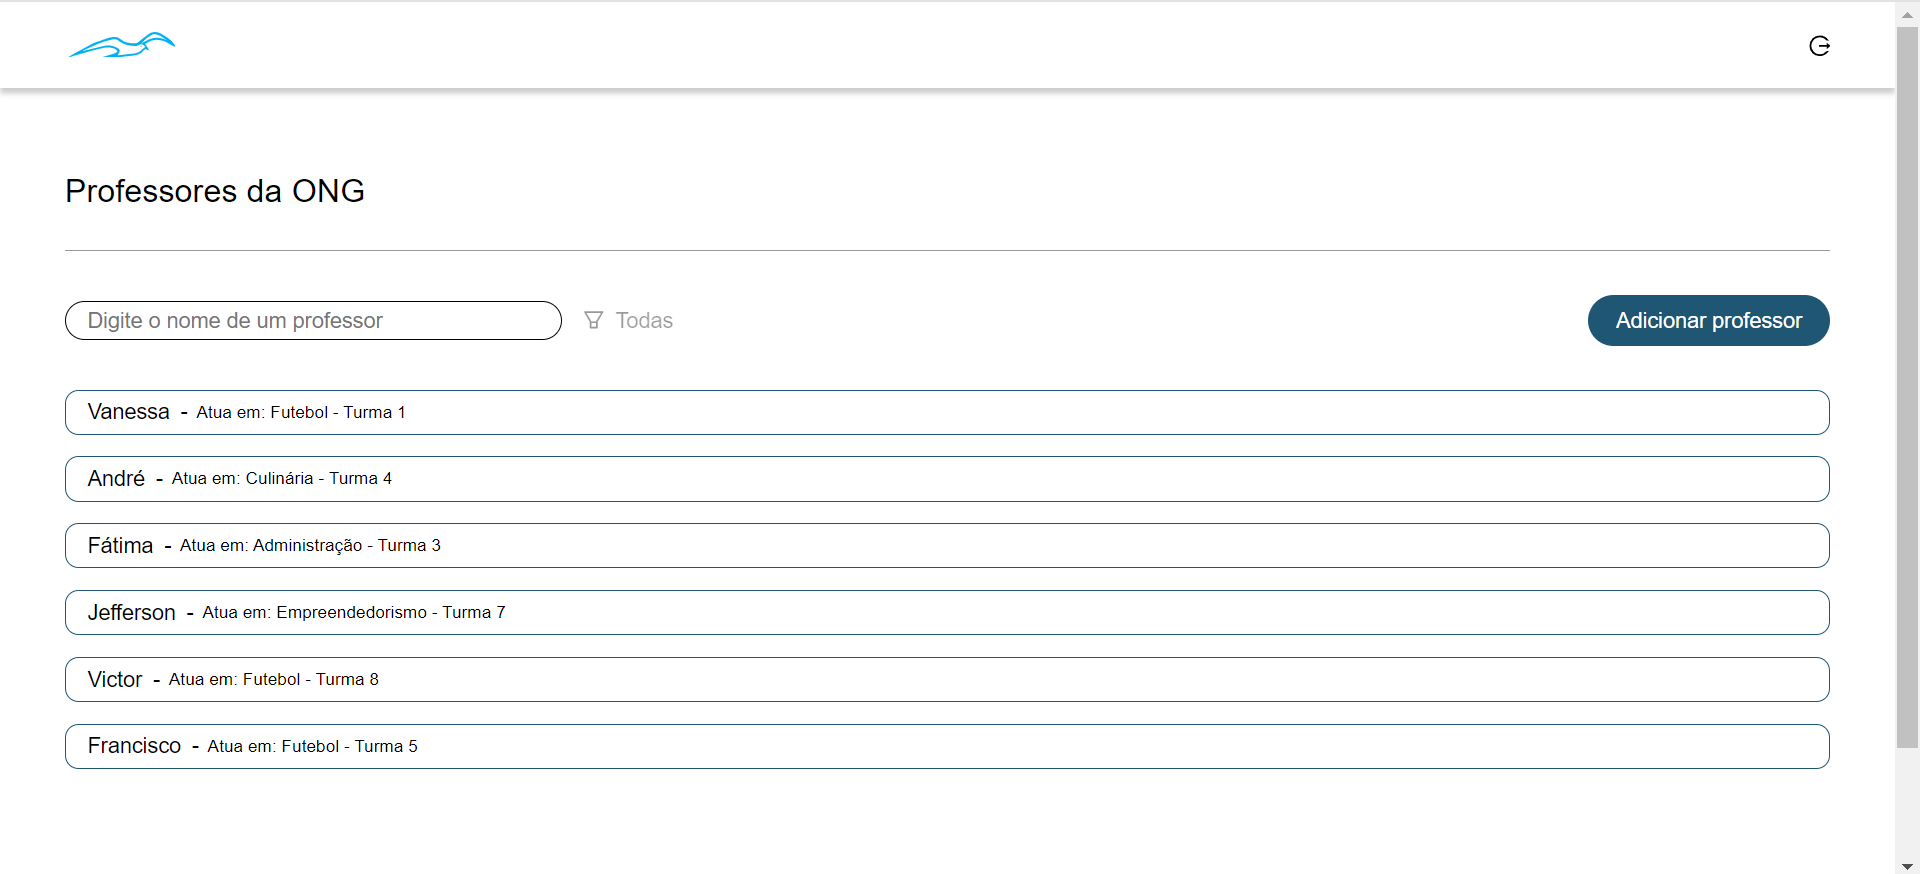 Professores da ONG
Digite o nome de um professor
Todas
Adicionar professor
Vanessa - Atua em: Futebol - Turma 1
André - Atua em: Culinária - Turma 4
Fátima - Atua em: Administração - Turma 3
Jefferson - Atua em: Empreendedorismo - Turma 7
Victor - Atua em: Futebol - Turma 8
Francisco - Atua em: Futebol - Turma 5